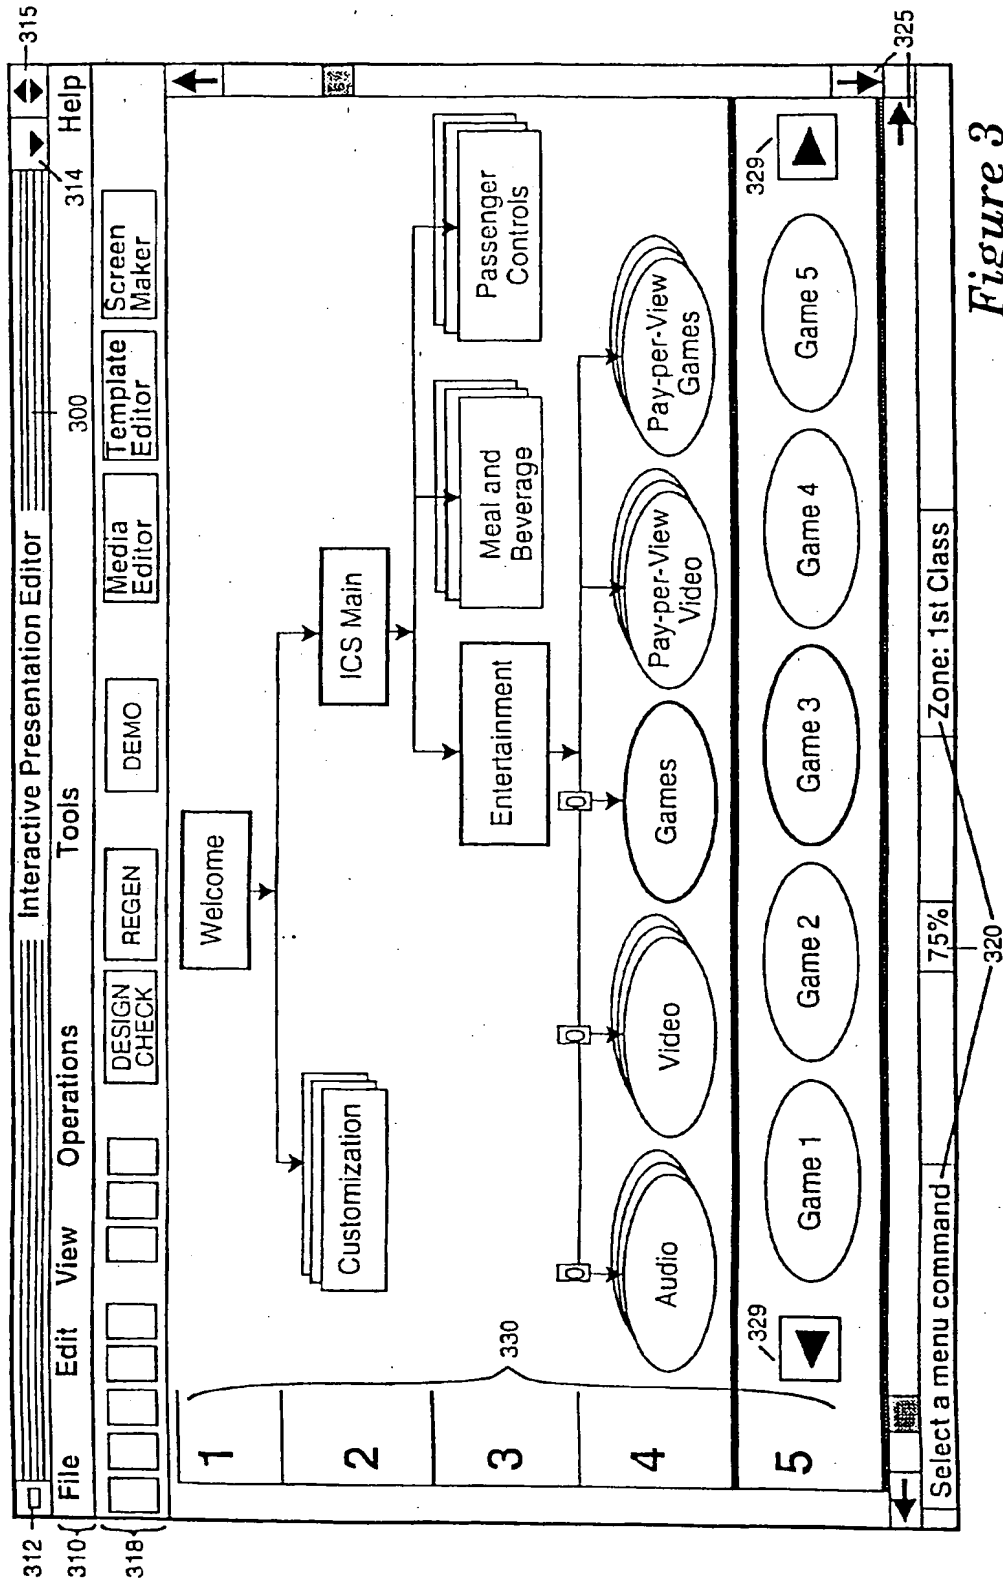 312
Interactive Presentation Editor
315
310
File Edit View Operations Tools Help
300
314
318
DESIGN
CHECK
REGEN
DEMO
Media
Editor
Template
Editor
Screen
Maker
1
Welcome
2
Customization
ICS Main
3
Entertainment
Meal and
Beverage
Passenger
Controls
330
4
Audio
Video
Games
Pay-per-View
Video
Pay-per-View
Games
0
0
0
5
329
Game 1
Game 2
Game 3
Game 4
Game 5
329
325
Select a menu command
75%
Zone: 1st Class
320
Figure 3